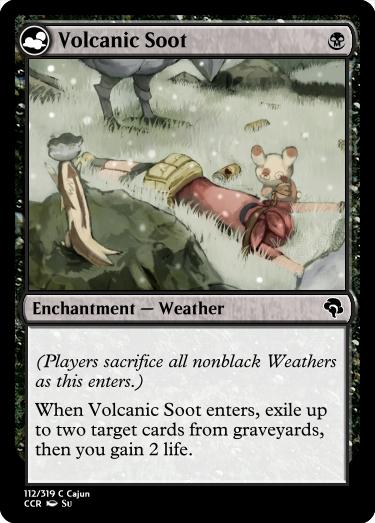 Volcanic Soot
Enchantment — Weather
(Players sacrifice all nonblack Weathers
as this enters.)
When Volcanic Soot enters, exile up
to two target cards from graveyards,
then you gain 2 life.
112/319 C Cajun
CCR Su